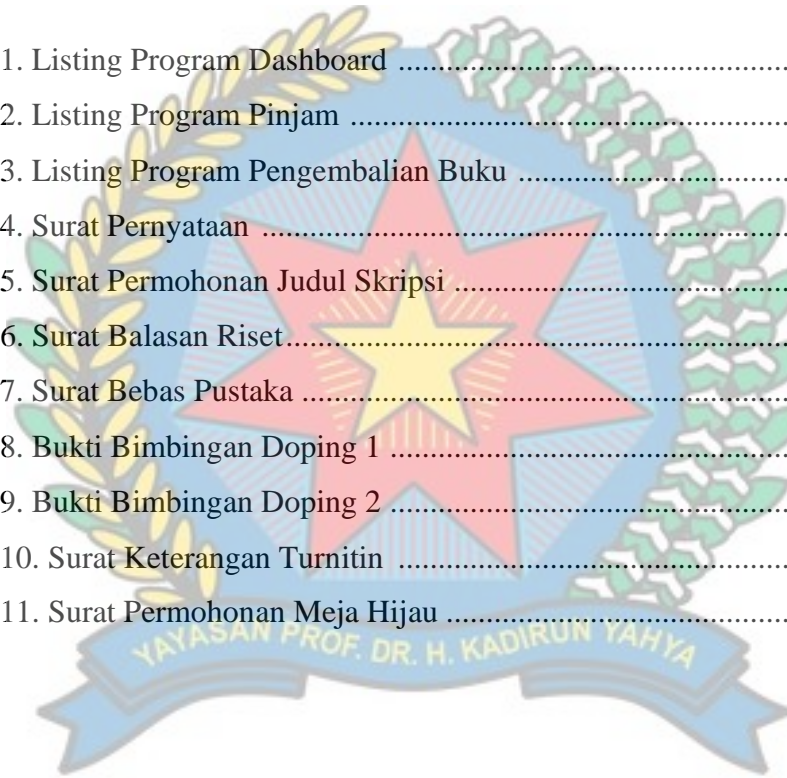 1. Listing Program Dashboard ................................................
2. Listing Program Pinjam ......................................................
3. Listing Program Pengembalian Buku .................................
4. Surat Pernyataan .................................................................
5. Surat Permohonan Judul Skripsi .........................................
6. Surat Balasan Riset..............................................................
7. Surat Bebas Pustaka ............................................................
8. Bukti Bimbingan Doping 1 .................................................
9. Bukti Bimbingan Doping 2 .................................................
10. Surat Keterangan Turnitin ................................................
11. Surat Permohonan Meja Hijau ..........................................
YAYASAN PROF. DR. H. KADIRUN YAHYA